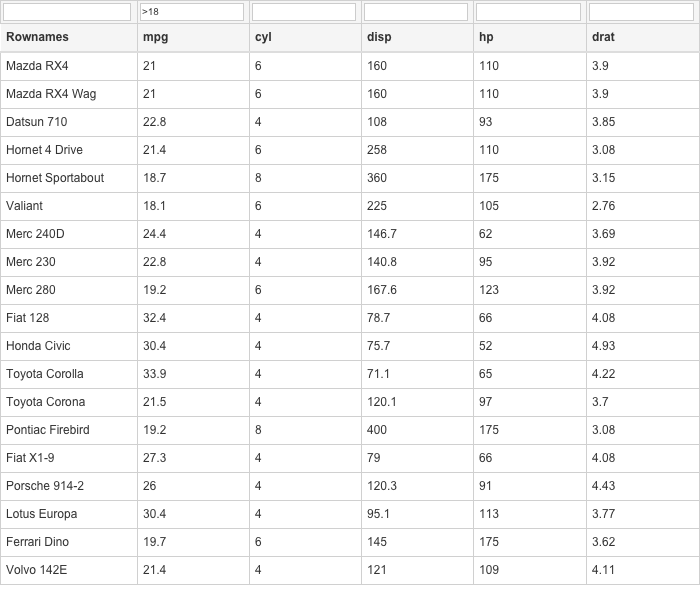 >18
Rownames mpg cyl disp hp drat
Mazda RX4 21 6 160 110 3.9
Mazda RX4 Wag 21 6 160 110 3.9
Datsun 710 22.8 4 108 93 3.85
Hornet 4 Drive 21.4 6 258 110 3.08
Hornet Sportabout 18.7 8 360 175 3.15
Valiant 18.1 6 225 105 2.76
Merc 240D 24.4 4 146.7 62 3.69
Merc 230 22.8 4 140.8 95 3.92
Merc 280 19.2 6 167.6 123 3.92
Fiat 128 32.4 4 78.7 66 4.08
Honda Civic 30.4 4 75.7 52 4.93
Toyota Corolla 33.9 4 71.1 65 4.22
Toyota Corona 21.5 4 120.1 97 3.7
Pontiac Firebird 19.2 8 400 175 3.08
Fiat X1-9 27.3 4 79 66 4.08
Porsche 914-2 26 4 120.3 91 4.43
Lotus Europa 30.4 4 95.1 113 3.77
Ferrari Dino 19.7 6 145 175 3.62
Volvo 142E 21.4 4 121 109 4.11